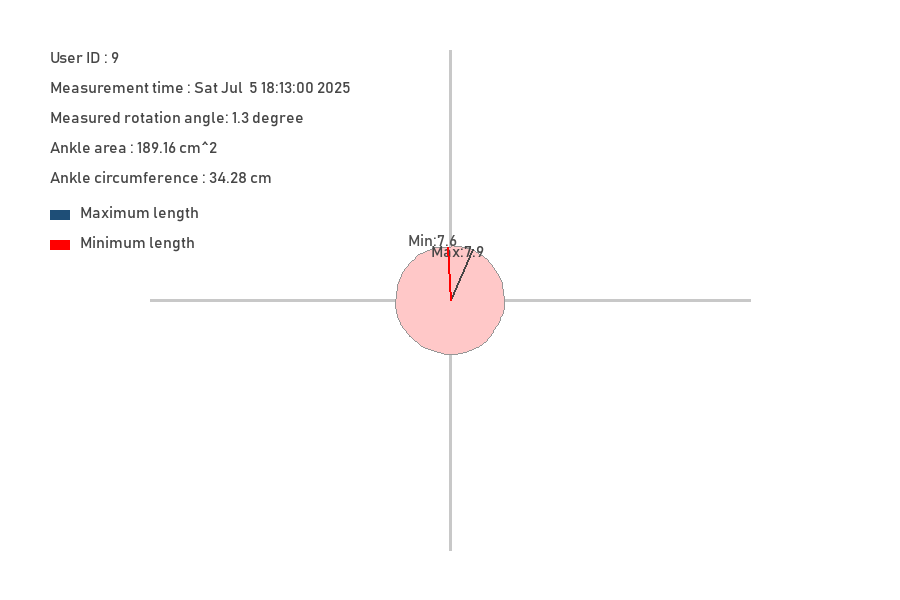 User ID : 9
Measurement time : Sat Jul  5 18:13:00 2025
Measured rotation angle: 1.3 degree
Ankle area : 189.16 cm^2
Ankle circumference : 34.28 cm
Maximum length
Minimum length
Min:7.6
Max:7.9